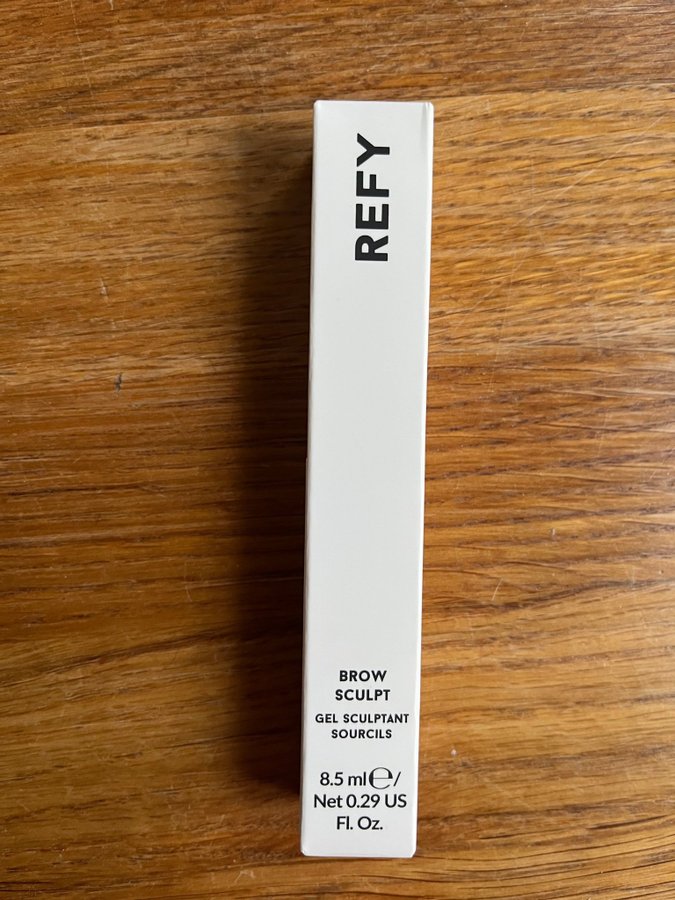 REFY
BROW
SCULPT
GEL SCULPTANT
SOURCILS
8.5 ml℮/
Net 0.29 US
Fl. Oz.